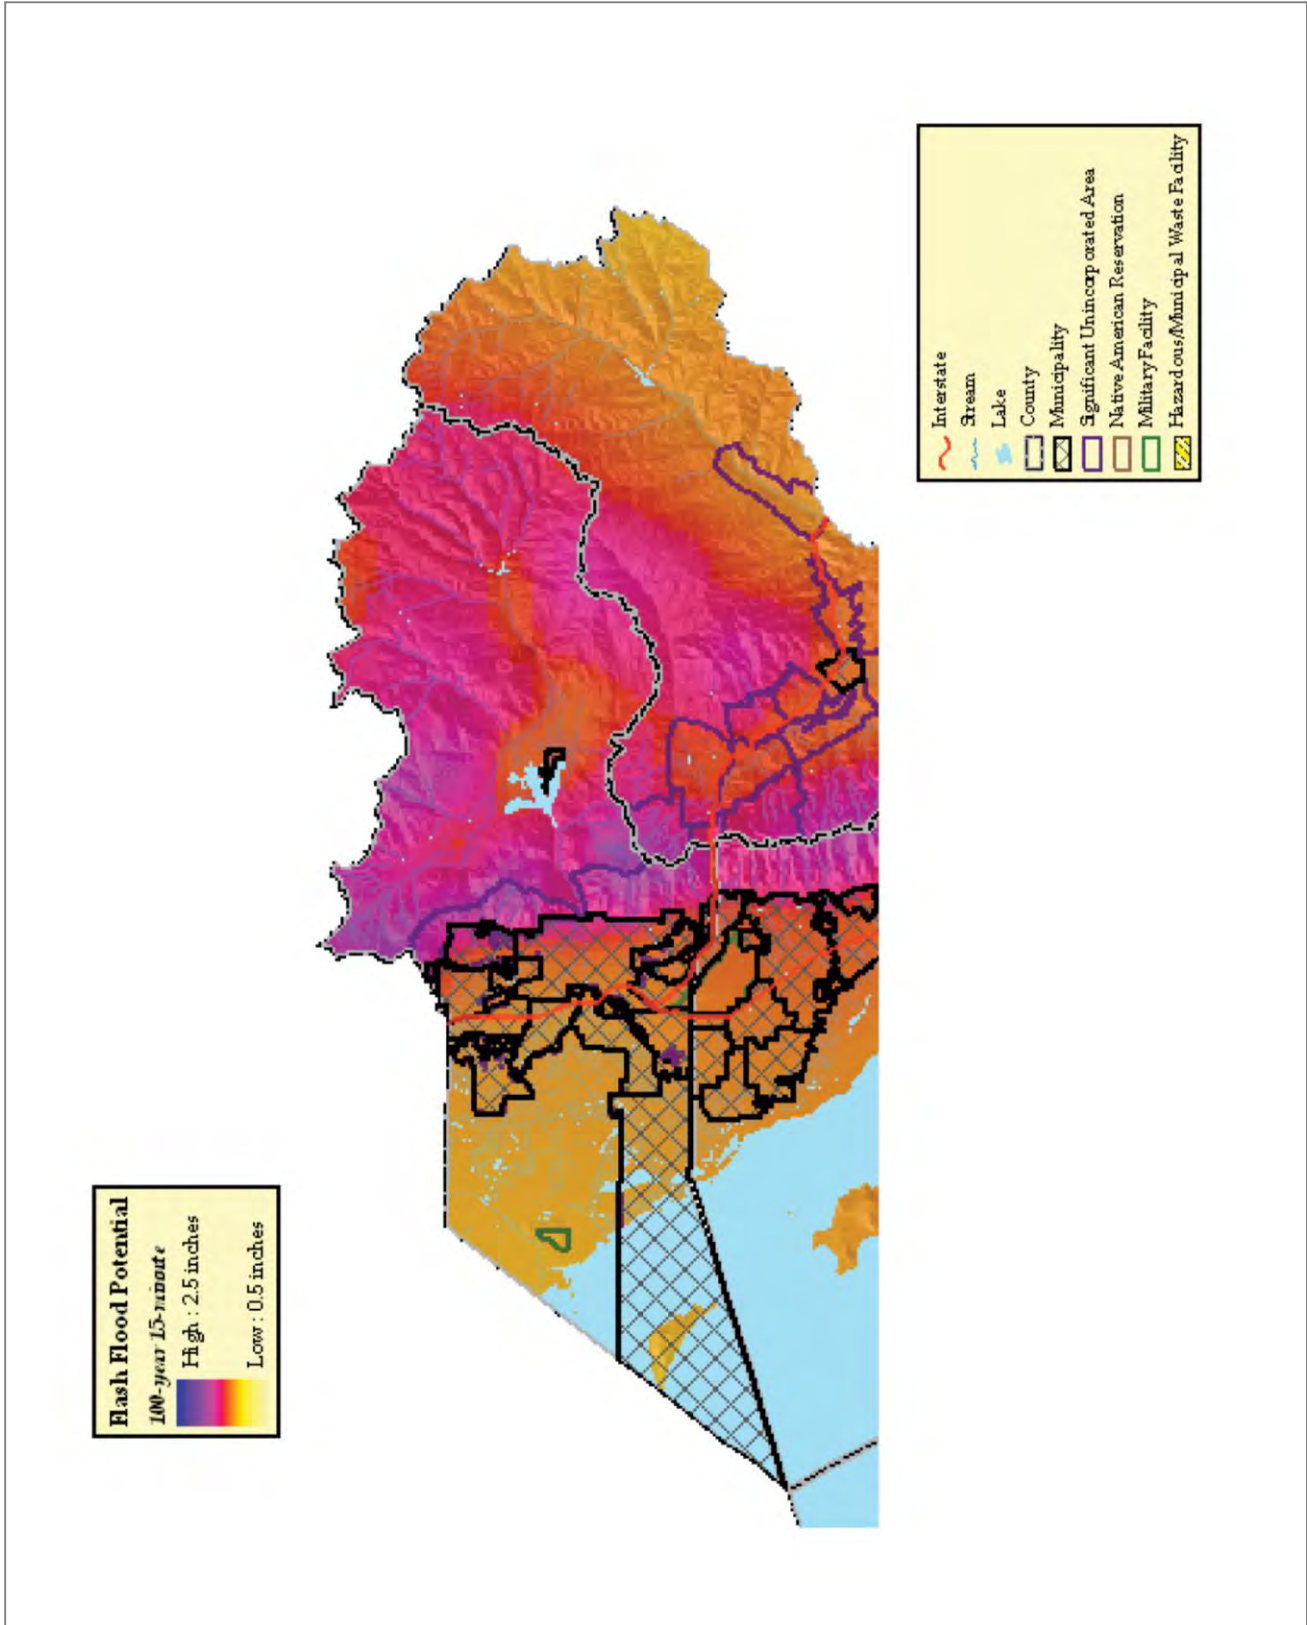 Flash Flood Potential
100-year 15-minute
High : 2.5 inches
Low : 0.5 inches
Interstate
Stream
Lake
County
Municipality
Significant Unincorporated Area
Native American Reservation
Military Facility
Hazardous/Municipal Waste Facility